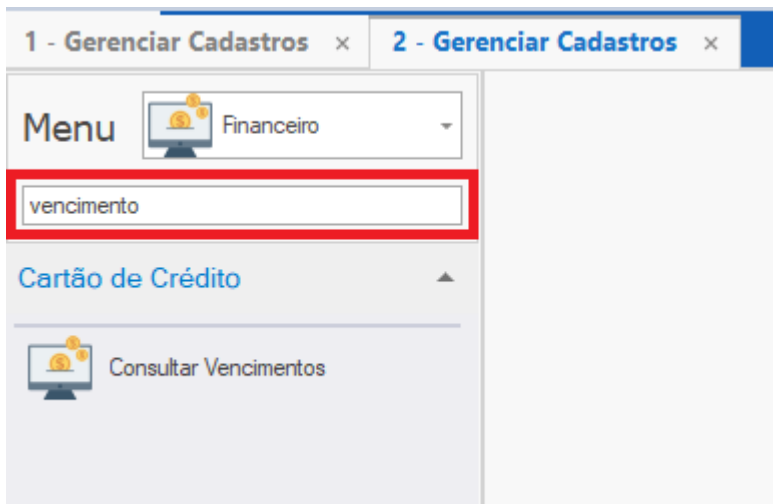 1 - Gerenciar Cadastros × 2 - Gerenciar Cadastros ×
Menu Financeiro
vencimento
Cartão de Crédito
Consultar Vencimentos